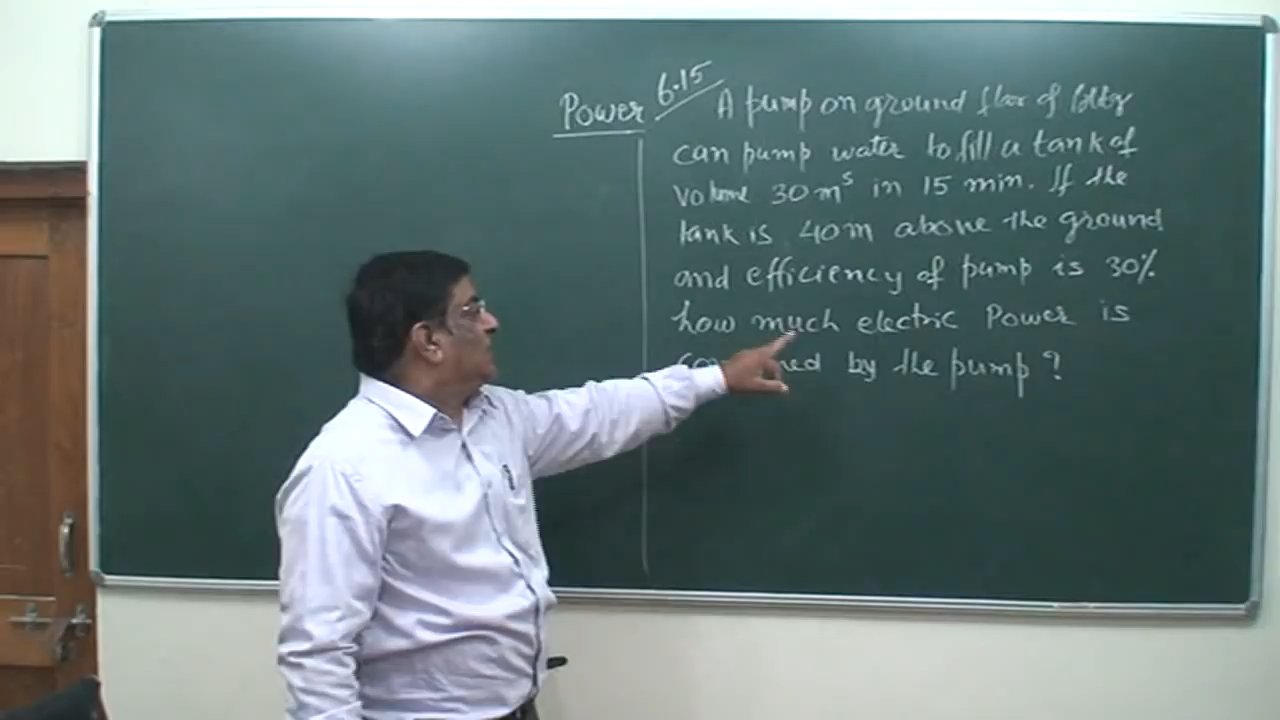 Power 6.15 A pump on ground floor of bldg
can pump water to fill a tank of
volume 30 m³ in 15 min. If the
tank is 40m above the ground
and efficiency of pump is 30%
how much electric Power is
by the pump ?